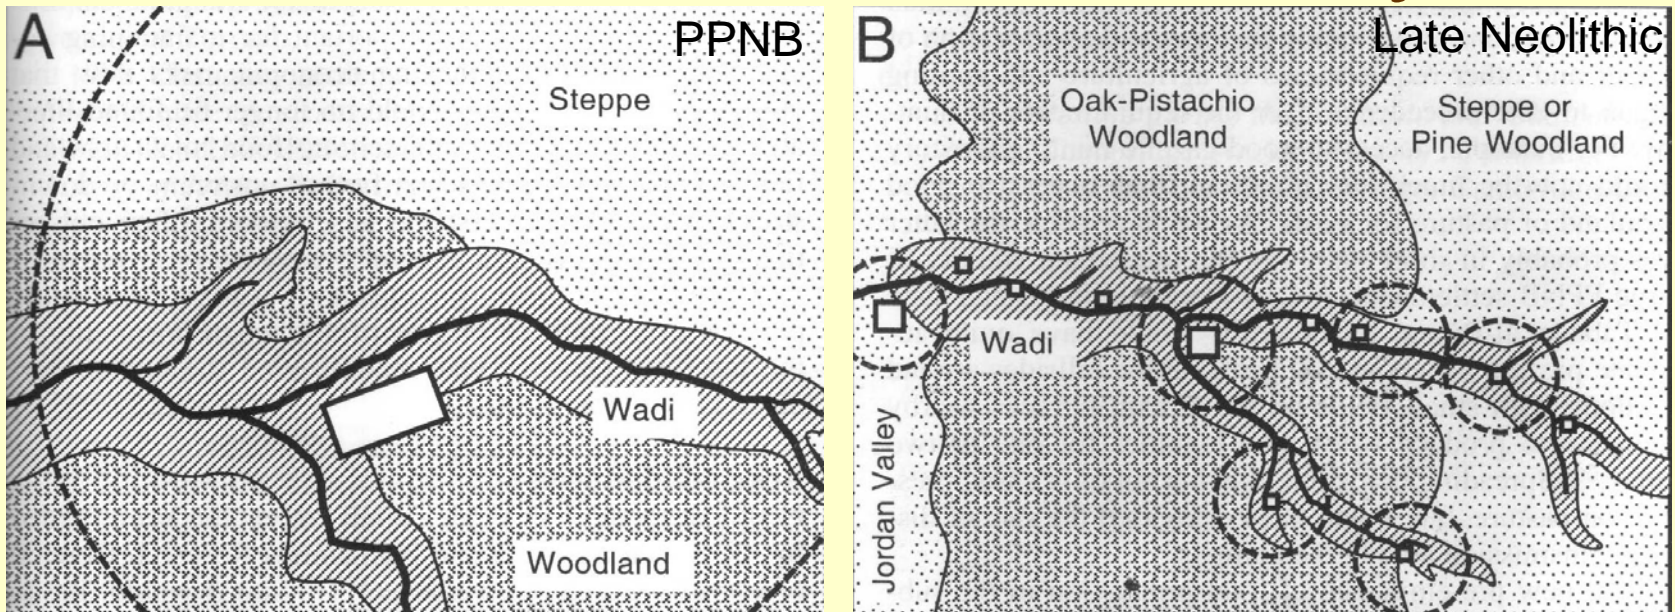 A
PPNB
Steppe
Wadi
Woodland
B
Late Neolithic
Oak-Pistachio
Woodland
Steppe or
Pine Woodland
Wadi
Jordan Valley